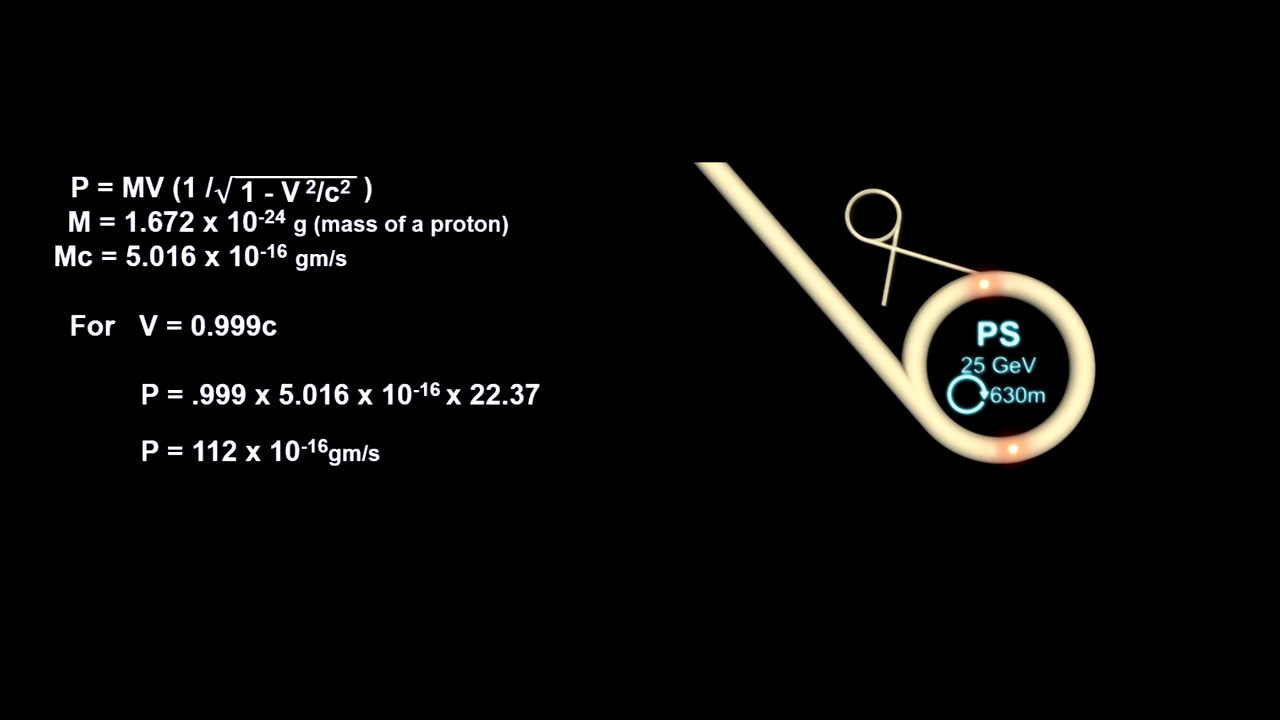 P = MV (1 /√1 - V²/c² )
M = 1.672 x 10⁻²⁴ g (mass of a proton)
Mc = 5.016 x 10⁻¹⁶ gm/s
For V = 0.999c
P = .999 x 5.016 x 10⁻¹⁶ x 22.37
P = 112 x 10⁻¹⁶gm/s
PS
25 GeV
630m